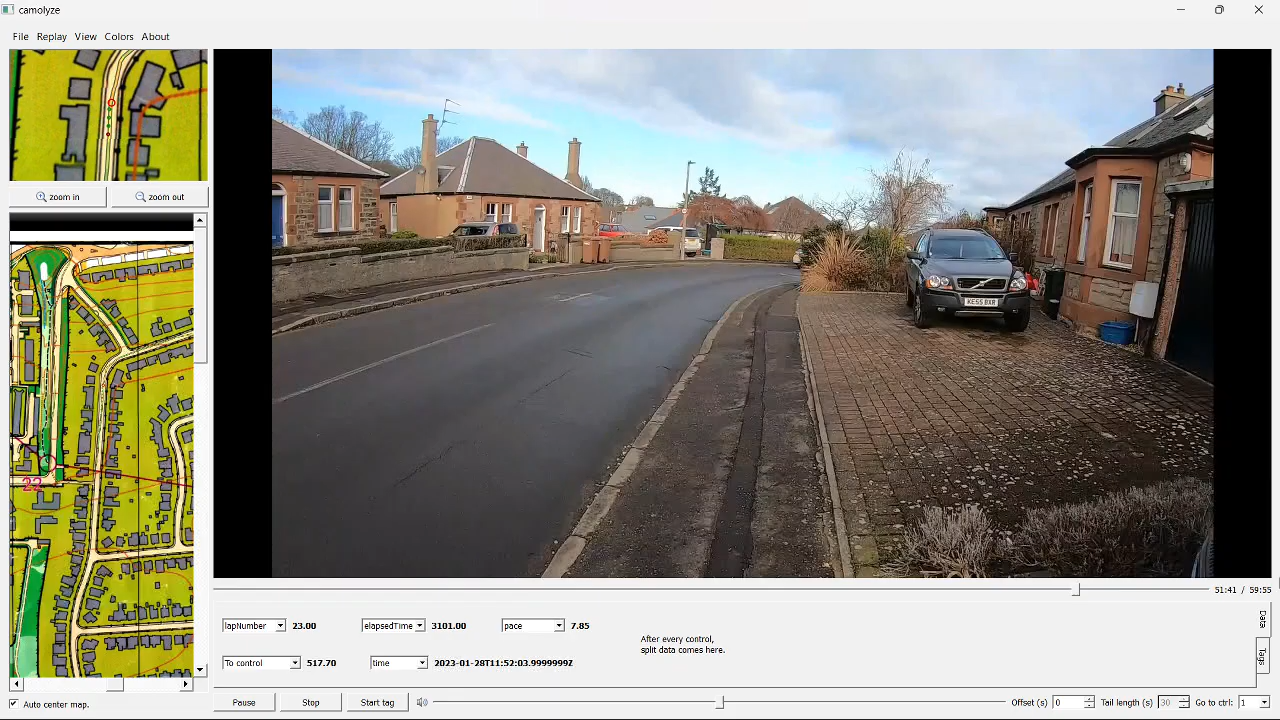 camolyze
File Replay View Colors About
zoom in zoom out
22
KE55 BXR
51:41 / 59:55
lapNumber 23.00 elapsedTime 3101.00 pace 7.85
After every control,
split data comes here.
To control 517.70 time 2023-01-28T11:52:03.9999999Z
Data
Tags
Auto center map.
Pause Stop Start tag Offset (s) 0 Tail length (s) 30 Go to ctrl: 1